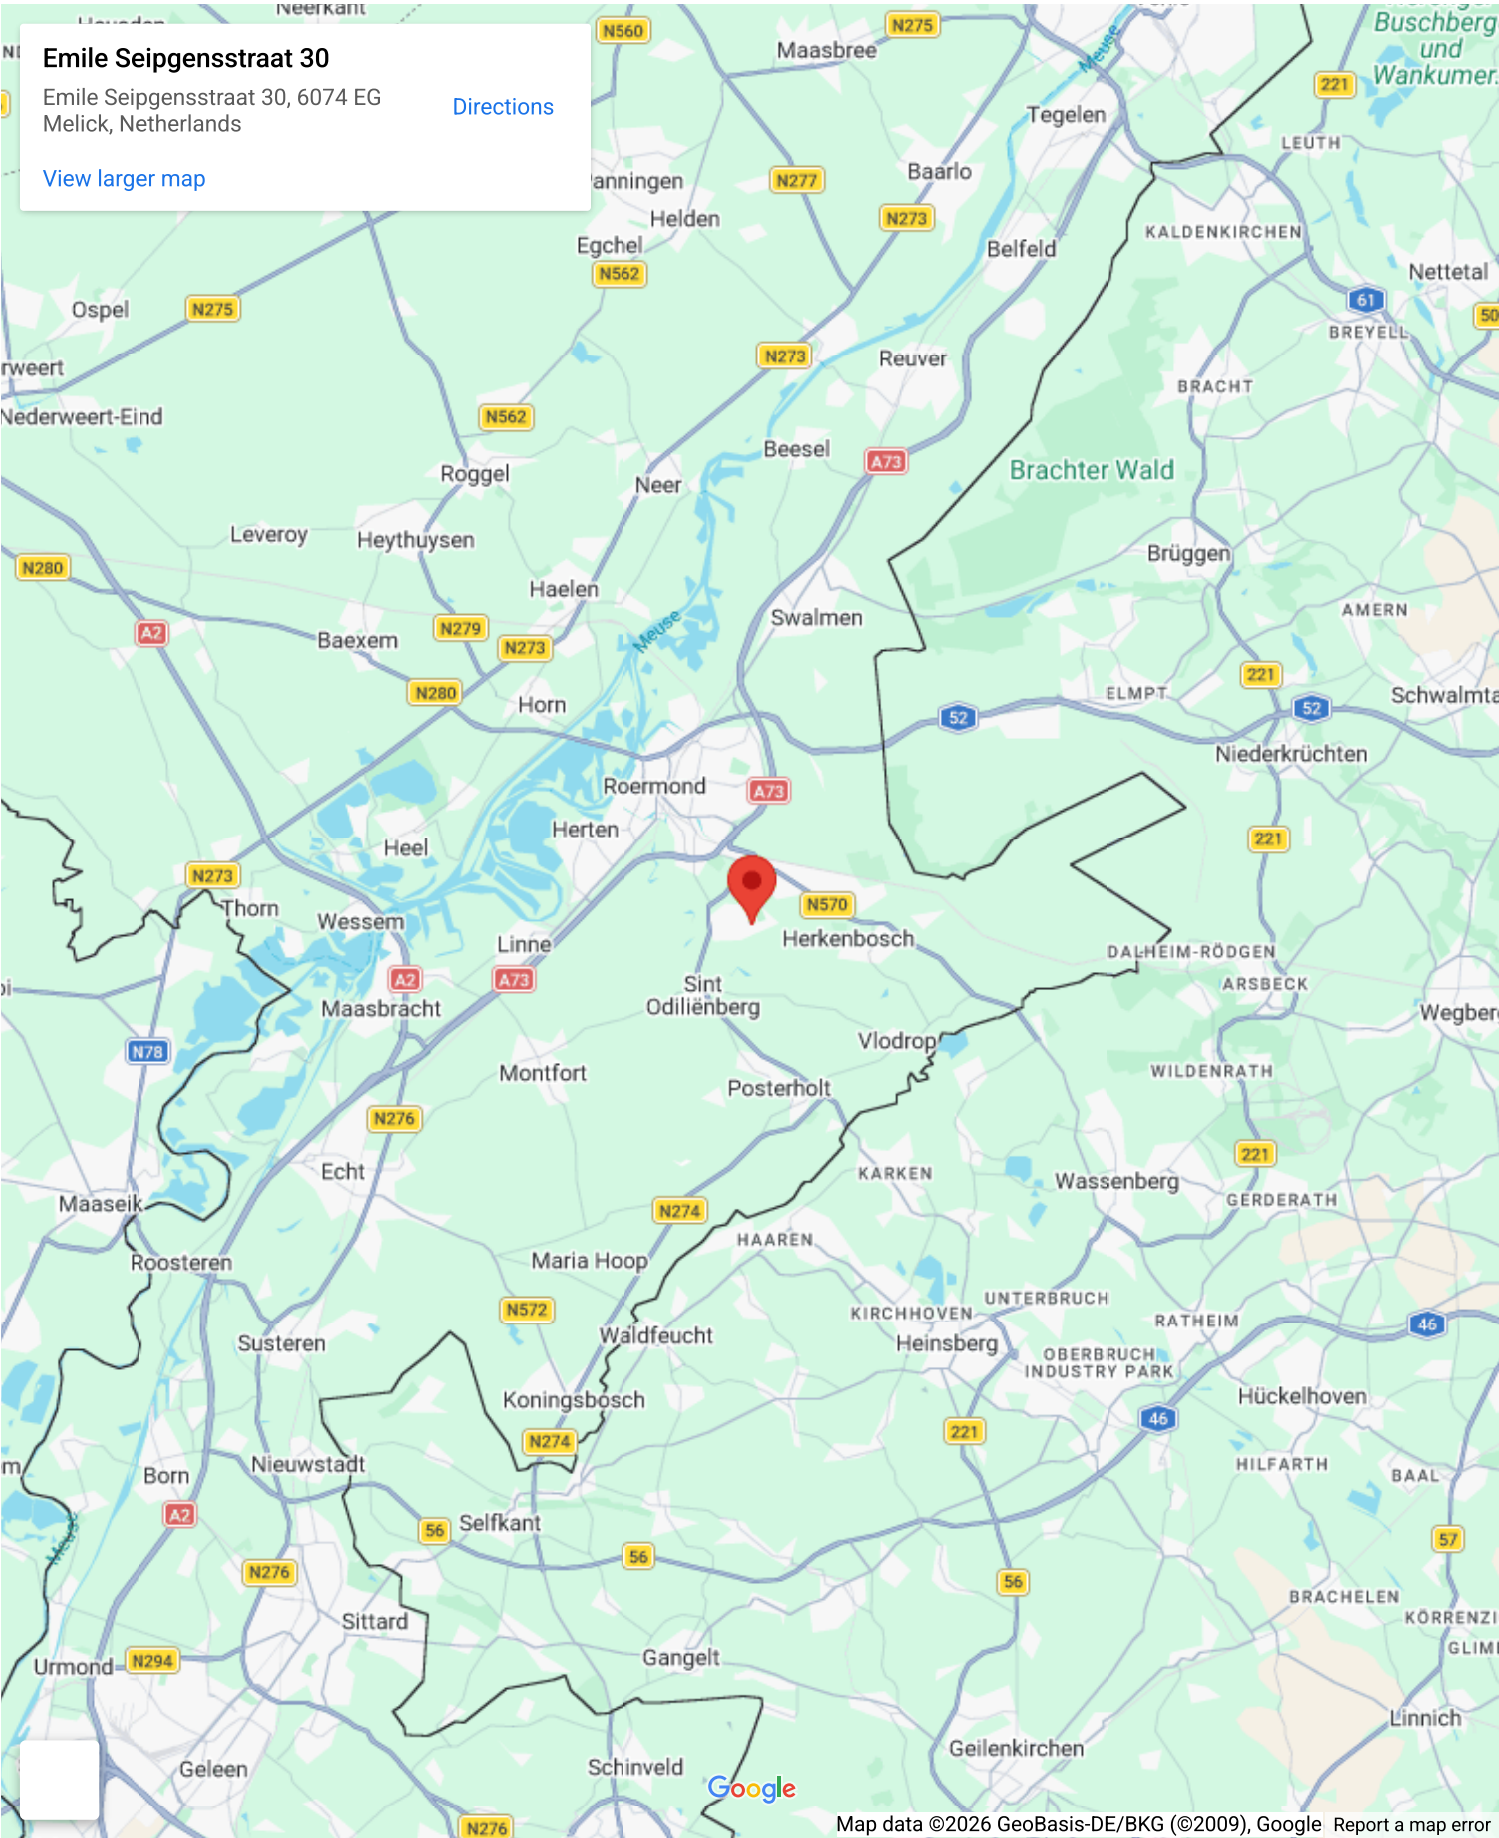 Neerkant
N560
Maasbree
N275
Meuse
Buschberg
und
Wankumer.
Emile Seipgensstraat 30
Emile Seipgensstraat 30, 6074 EG
Melick, Netherlands
Directions
View larger map
221
Tegelen
LEUTH
anningen
N277
Baarlo
Helden
N273
Egchel
N562
Belfeld
KALDENKIRCHEN
Nettetal
61
50
BREYELL
Ospel
N275
N273
Reuver
rweert
BRACHT
Nederweert-Eind
N562
Beesel
A73
Brachter Wald
Roggel
Neer
Leveroy
Heythuysen
Brüggen
N280
Haelen
AMERN
A2
Baexem
N279
N273
Meuse
Swalmen
N280
Horn
221
ELMPT
Schwalmta
52
52
Niederkrüchten
Roermond
A73
Herten
Heel
221
N273
Thorn
Wessem
N570
Linne
Herkenbosch
DALHEIM-RÖDGEN
A2
A73
Sint
Odiliënberg
ARSBECK
Maasbracht
Wegber
N78
Vlodrop
Montfort
Posterholt
WILDENRATH
N276
221
Echt
KARKEN
Wassenberg
GERDERATH
Maaseik
N274
HAAREN
Roosteren
Maria Hoop
N572
UNTERBRUCH
KIRCHHOVEN
RATHEIM
46
Susteren
Waldfeucht
Heinsberg
OBERBRUCH
INDUSTRY PARK
Koningsbosch
Hückelhoven
46
221
N274
Nieuwstadt
HILFARTH
BAAL
m
Born
A2
Selfkant
56
56
57
Meuse
N276
56
BRACHELEN
KÖRRENZI
Sittard
GLIM
Urmond
N294
Gangelt
Linnich
Geilenkirchen
Geleen
Schinveld
Google
N276
Map data ©2026 GeoBasis-DE/BKG (©2009), Google
Report a map error